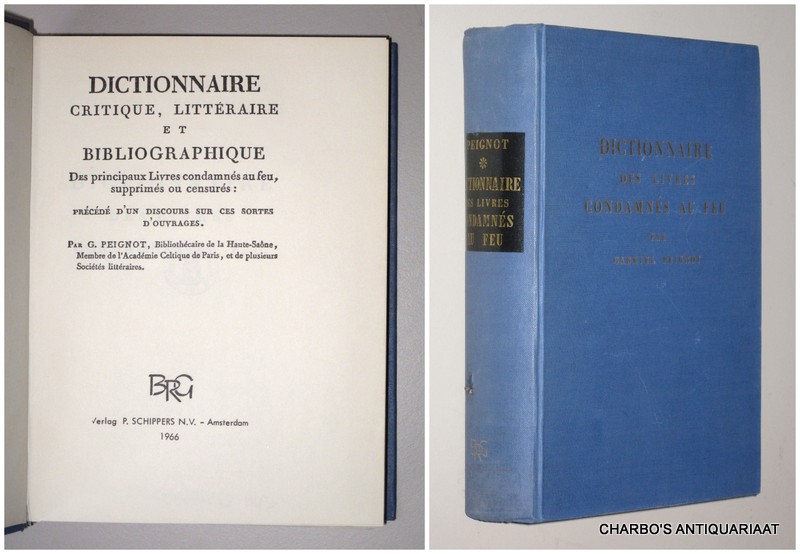 DICTIONNAIRE
CRITIQUE, LITTÉRAIRE
ET
BIBLIOGRAPHIQUE
Des principaux Livres condamnés au feu,
supprimés ou censurés :
PRÉCÉDÉ D'UN DISCOURS SUR CES SORTES
D'OUVRAGES.
Par G. PEIGNOT, Bibliothécaire de la Haute-Saône,
Membre de l'Académie Celtique de Paris, et de plusieurs
Sociétés littéraires.
BRG
Verlag P. SCHIPPERS N.V. – Amsterdam
1966
PEIGNOT
*
DICTIONNAIRE
DES LIVRES
CONDAMNÉS
AU FEU
BRG
DICTIONNAIRE
DES LIVRES
CONDAMNÉS AU FEU
PAR
GABRIEL PEIGNOT
CHARBO'S ANTIQUARIAAT